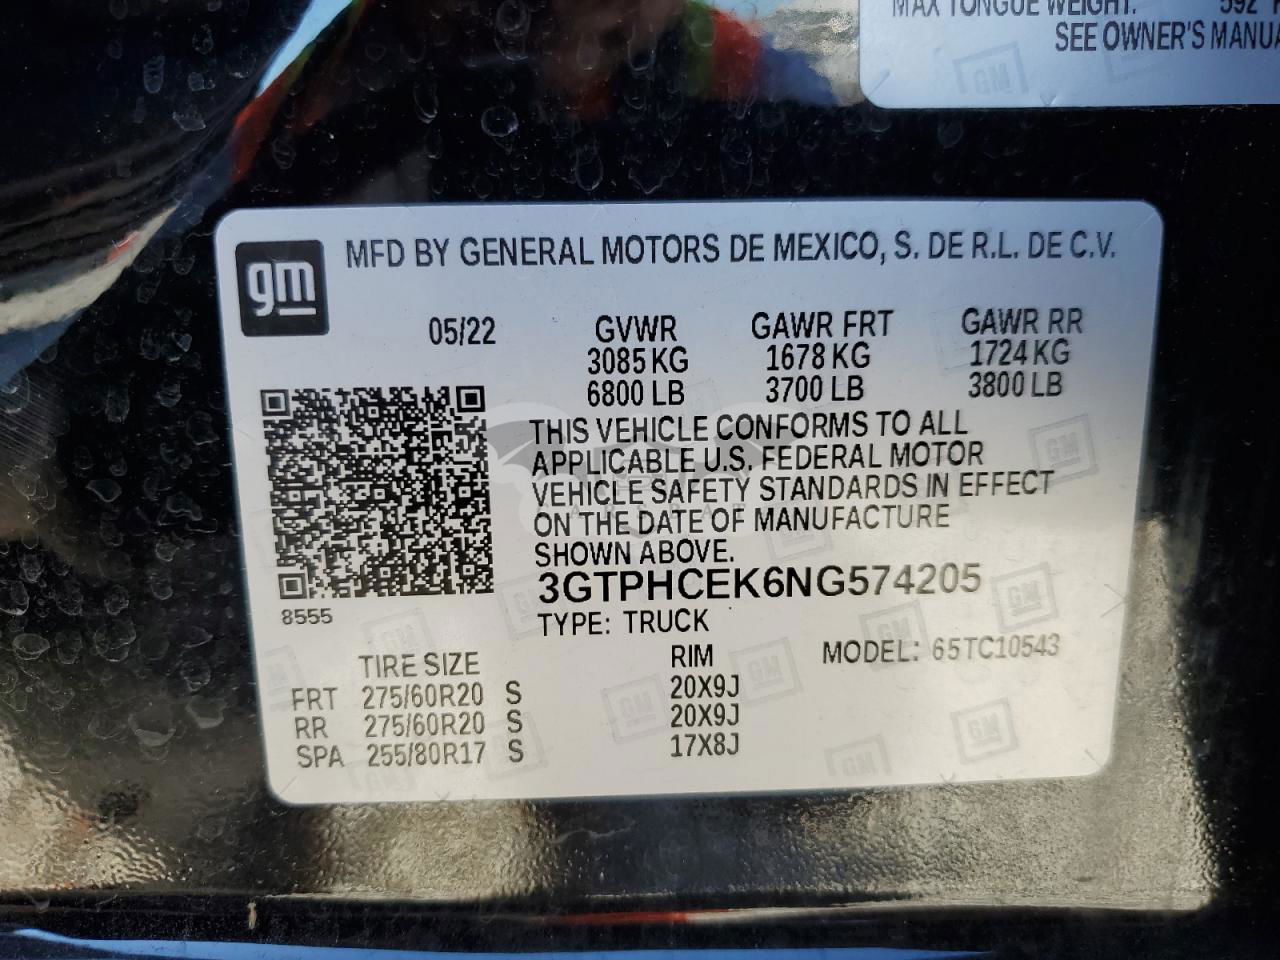 MAX TONGUE WEIGHT: 592
SEE OWNER'S MANUA
gm
MFD BY GENERAL MOTORS DE MEXICO, S. DE R.L. DE C.V.
05/22 GVWR GAWR FRT GAWR RR
3085 KG 1678 KG 1724 KG
6800 LB 3700 LB 3800 LB
THIS VEHICLE CONFORMS TO ALL
APPLICABLE U.S. FEDERAL MOTOR
VEHICLE SAFETY STANDARDS IN EFFECT
ON THE DATE OF MANUFACTURE
SHOWN ABOVE.
3GTPHCEK6NG574205
8555
TYPE: TRUCK
TIRE SIZE RIM MODEL: 65TC10543
FRT 275/60R20 S 20X9J
RR 275/60R20 S 20X9J
SPA 255/80R17 S 17X8J